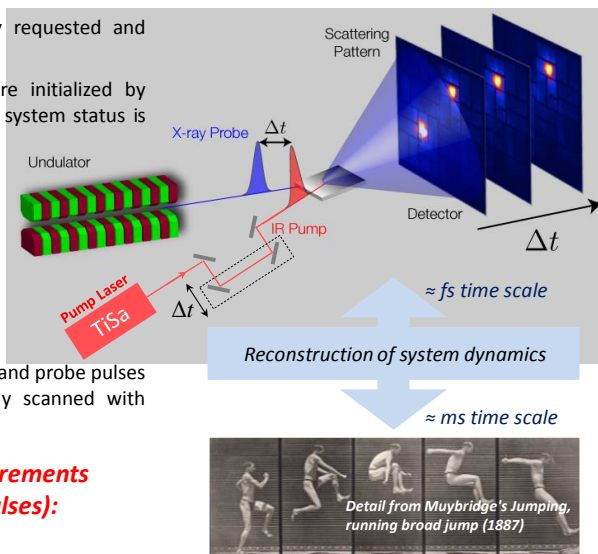 y requested and
re initialized by
system status is
Scattering
Pattern
X-ray Probe
Δt
Undulator
IR Pump
Detector
Δt
Pump Laser
TiSa
Δt
≈ fs time scale
Reconstruction of system dynamics
and probe pulses
y scanned with
≈ ms time scale
rements
lses):
Detail from Muybridge's Jumping,
running broad jump (1887)